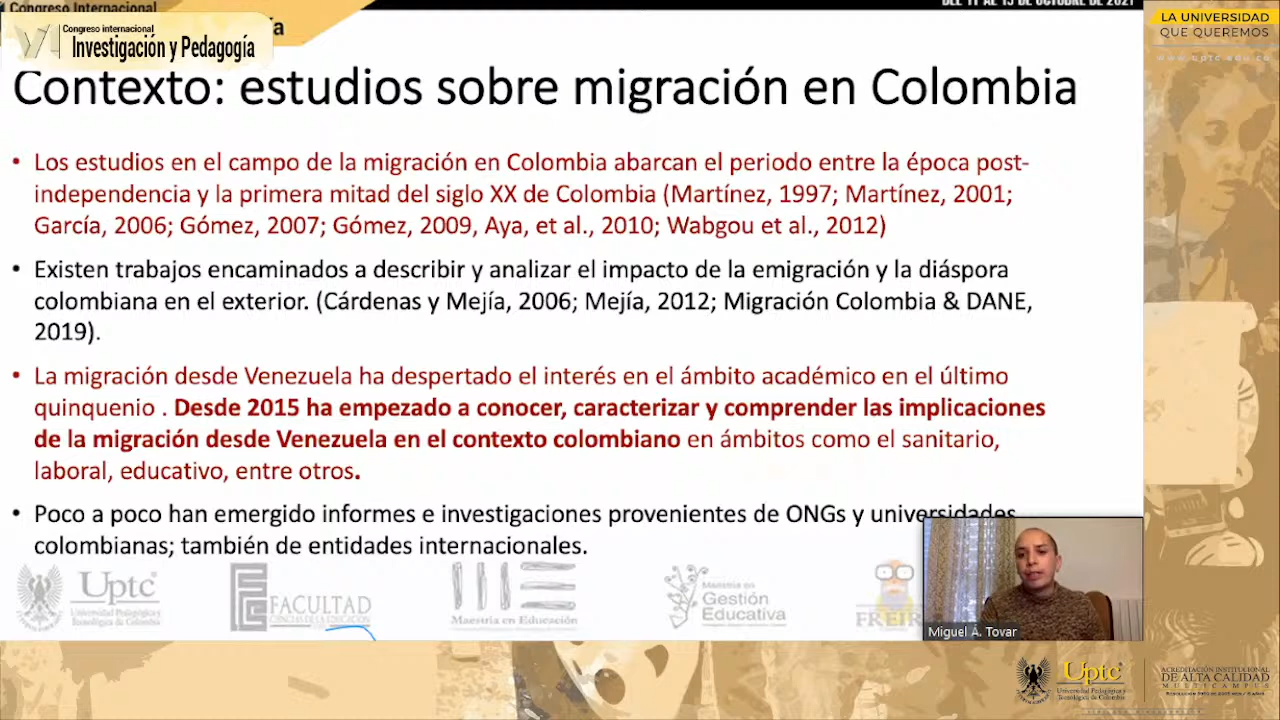 Congreso Internacional
DEL 11 AL 15 DE OCTUBRE DE 2021
Congreso internacional
Investigación y Pedagogía
LA UNIVERSIDAD
QUE QUEREMOS
www.uptc.edu.co
Contexto: estudios sobre migración en Colombia
• Los estudios en el campo de la migración en Colombia abarcan el periodo entre la época post-
independencia y la primera mitad del siglo XX de Colombia (Martínez, 1997; Martínez, 2001;
García, 2006; Gómez, 2007; Gómez, 2009, Aya, et al., 2010; Wabgou et al., 2012)
• Existen trabajos encaminados a describir y analizar el impacto de la emigración y la diáspora
colombiana en el exterior. (Cárdenas y Mejía, 2006; Mejía, 2012; Migración Colombia & DANE,
2019).
• La migración desde Venezuela ha despertado el interés en el ámbito académico en el último
quinquenio . Desde 2015 ha empezado a conocer, caracterizar y comprender las implicaciones
de la migración desde Venezuela en el contexto colombiano en ámbitos como el sanitario,
laboral, educativo, entre otros.
• Poco a poco han emergido informes e investigaciones provenientes de ONGs y universidades
colombianas; también de entidades internacionales.
Uptc
Universidad Pedagógica y
Tecnológica de Colombia
FACULTAD
CIENCIAS DE LA EDUCACIÓN
Maestría en Educación
Maestría en
Gestión
Educativa
FREIR
Miguel Á. Tovar
Uptc
Universidad Pedagógica y
Tecnológica de Colombia
ACREDITACIÓN INSTITUCIONAL
DE ALTA CALIDAD
MULTICAMPUS